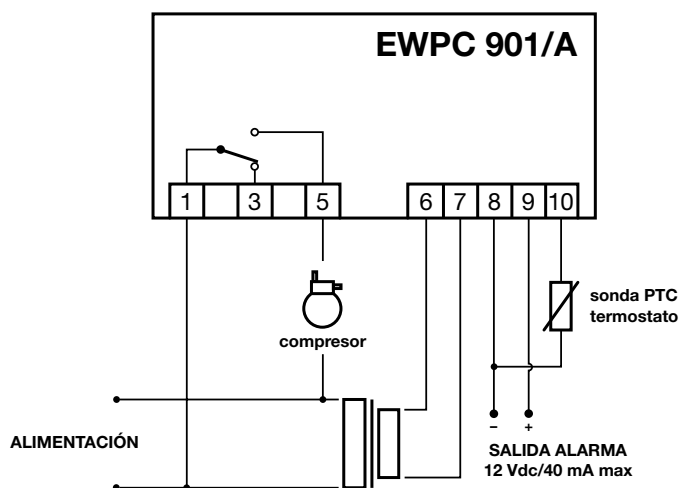 EWPC 901/A
1 3 5 6 7 8 9 10
sonda PTC
termostato
compresor
ALIMENTACIÓN
– +
SALIDA ALARMA
12 Vdc/40 mA max